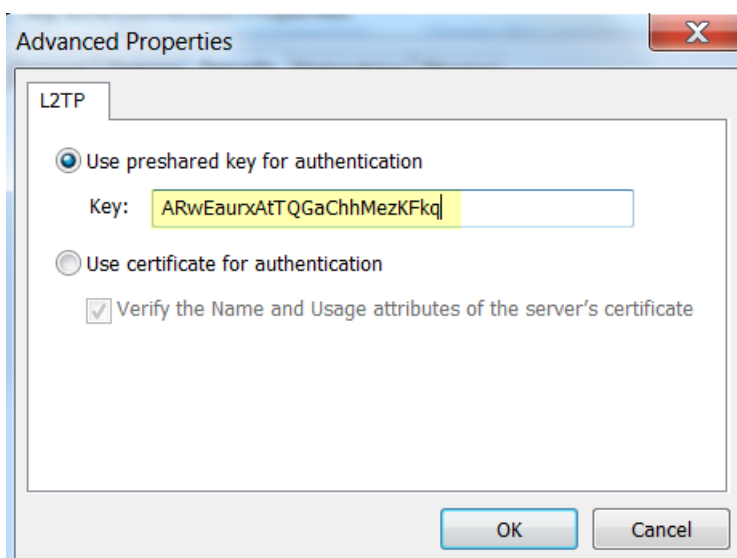 Advanced Properties
L2TP
Use preshared key for authentication
Key: ARwEaurxAtTQGaChhMezKFkq
Use certificate for authentication
Verify the Name and Usage attributes of the server's certificate
OK Cancel